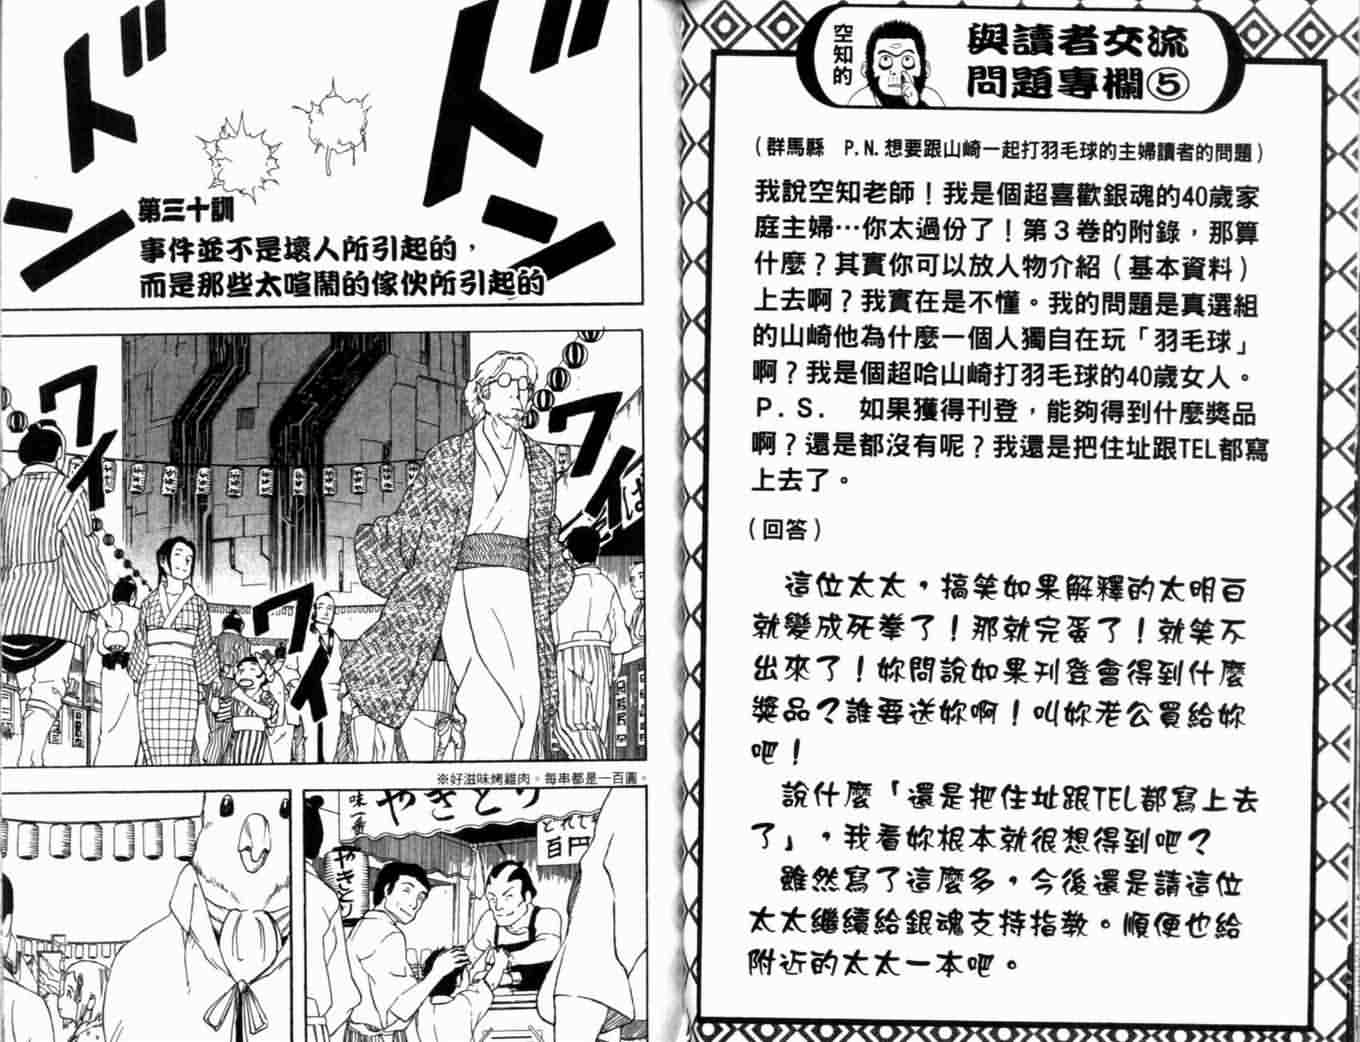 空知的
與讀者交流
問題專欄⑤
(群馬縣　P.N.想要跟山崎一起打羽毛球的主婦讀者的問題)
我說空知老師！我是個超喜歡銀魂的40歲家
庭主婦…你太過份了！第３卷的附錄，那算
什麼？其實你可以放人物介紹(基本資料)
上去啊？我實在是不懂。我的問題是真選組
的山崎他為什麼一個人獨自在玩「羽毛球」
啊？我是個超哈山崎打羽毛球的40歲女人。
P.S.　如果獲得刊登，能夠得到什麼獎品
啊？還是都沒有呢？我還是把住址跟TEL都寫
上去了。
(回答)
這位太太，搞笑如果解釋的太明白
就變成死拳了！那就完蛋了！就笑不
出來了！妳問說如果刊登會得到什麼
獎品？誰要送妳啊！叫妳老公買給妳
吧！
說什麼「還是把住址跟TEL都寫上去
了」，我看妳根本就很想得到吧？
雖然寫了這麼多，今後還是請這位
太太繼續給銀魂支持指教。順便也給
附近的太太一本吧。
ドン
ドン
第三十訓
事件並不是壞人所引起的，
而是那些太喧鬧的傢伙所引起的
ワイ
ワイ
ワイ
は
※好滋味烤雞肉。每串都是一百圓。
味一番
やきとり
どれでも
百円
やきとり